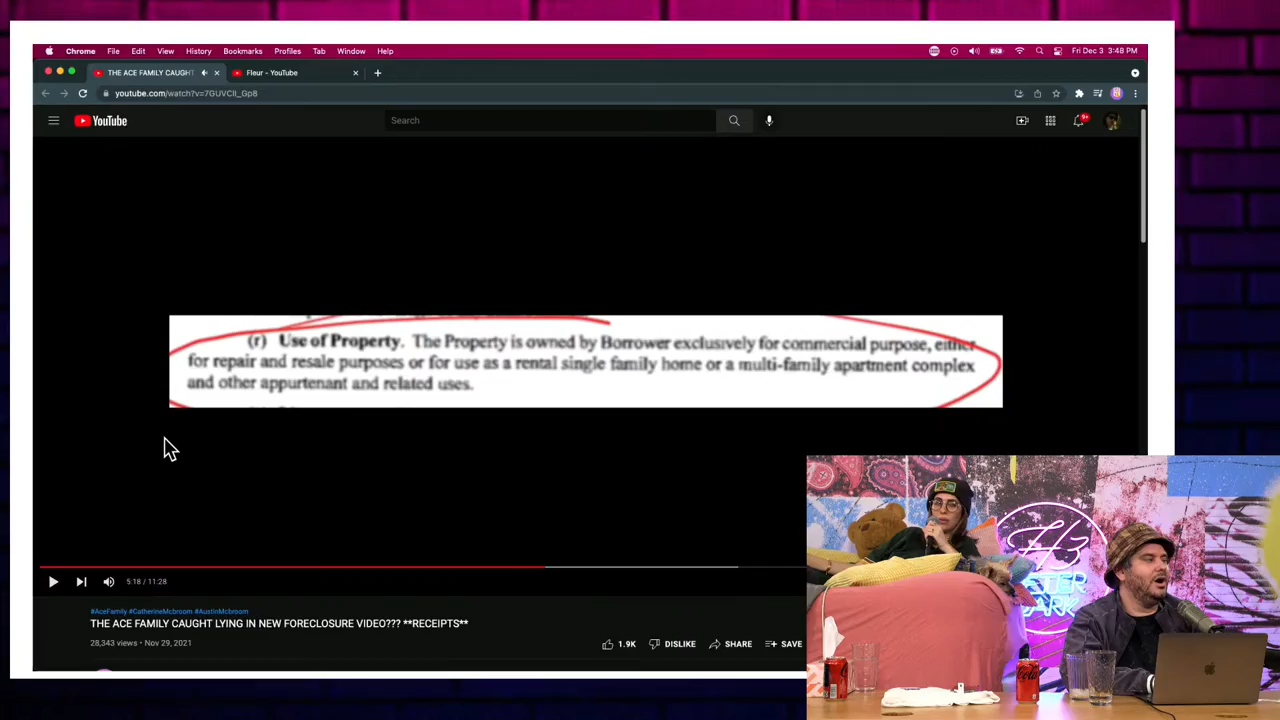 Chrome File Edit View History Bookmarks Profiles Tab Window Help
Fri Dec 3 3:48 PM
THE ACE FAMILY CAUGHT
Fleur - YouTube
youtube.com/watch?v=7GUVCIl_Gp8
YouTube
Search
9+
(r) Use of Property. The Property is owned by Borrower exclusively for commercial purpose, either
for repair and resale purposes or for use as a rental single family home or a multi-family apartment complex
and other appurtenant and related uses.
5:18 / 11:28
#AceFamily #CatherineMcbroom #AustinMcbroom
THE ACE FAMILY CAUGHT LYING IN NEW FORECLOSURE VIDEO??? **RECEIPTS**
28,343 views • Nov 29, 2021
1.9K DISLIKE SHARE SAVE
H3